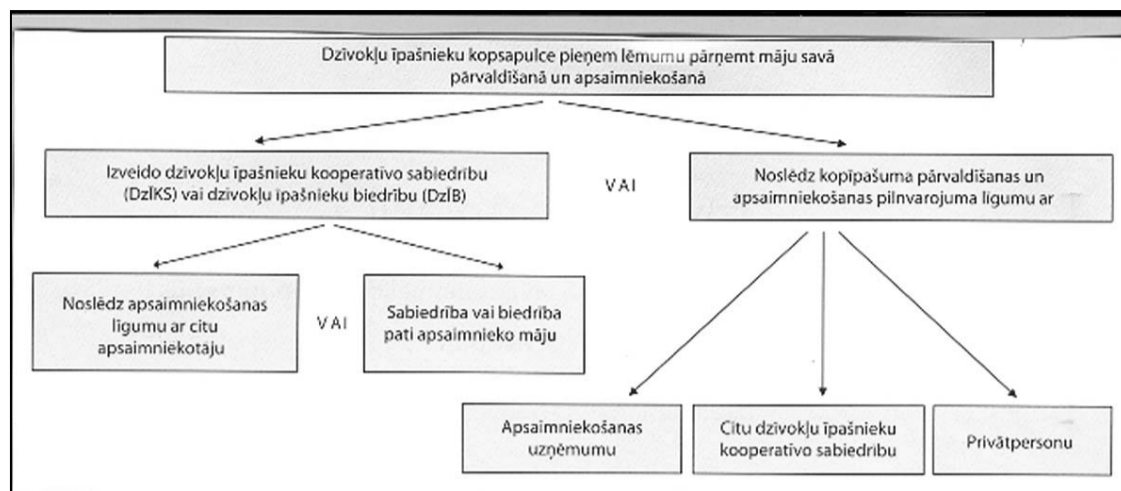 Dzīvokļu īpašnieku kopsapulce pieņem lēmumu pārņemt māju savā
pārvaldīšanā un apsaimniekošanā
Izveido dzīvokļu īpašnieku kooperatīvo sabiedrību
(DzĪKS) vai dzīvokļu īpašnieku biedrību (DzĪB)
VAI
Noslēdz kopīpašuma pārvaldīšanas un
apsaimniekošanas pilnvarojuma līgumu ar
Noslēdz apsaimniekošanas
līgumu ar citu
apsaimniekotāju
VAI
Sabiedrība vai biedrība
pati apsaimnieko māju
Apsaimniekošanas
uzņēmumu
Citu dzīvokļu īpašnieku
kooperatīvo sabiedrību
Privātpersonu